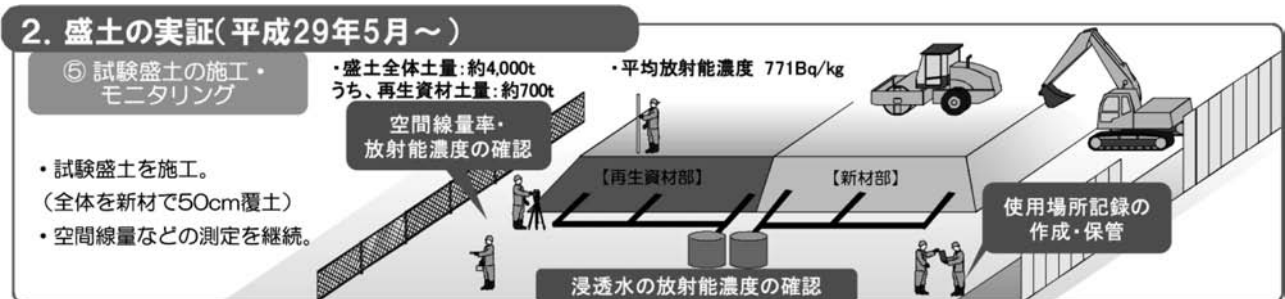 2. 盛土の実証(平成29年5月～)
⑤ 試験盛土の施工・
モニタリング
・盛土全体土量:約4,000t
うち、再生資材土量:約700t
・平均放射能濃度 771Bq/kg
空間線量率・
放射能濃度の確認
・試験盛土を施工。
(全体を新材で50cm覆土)
・空間線量などの測定を継続。
【再生資材部】
【新材部】
使用場所記録の
作成・保管
浸透水の放射能濃度の確認